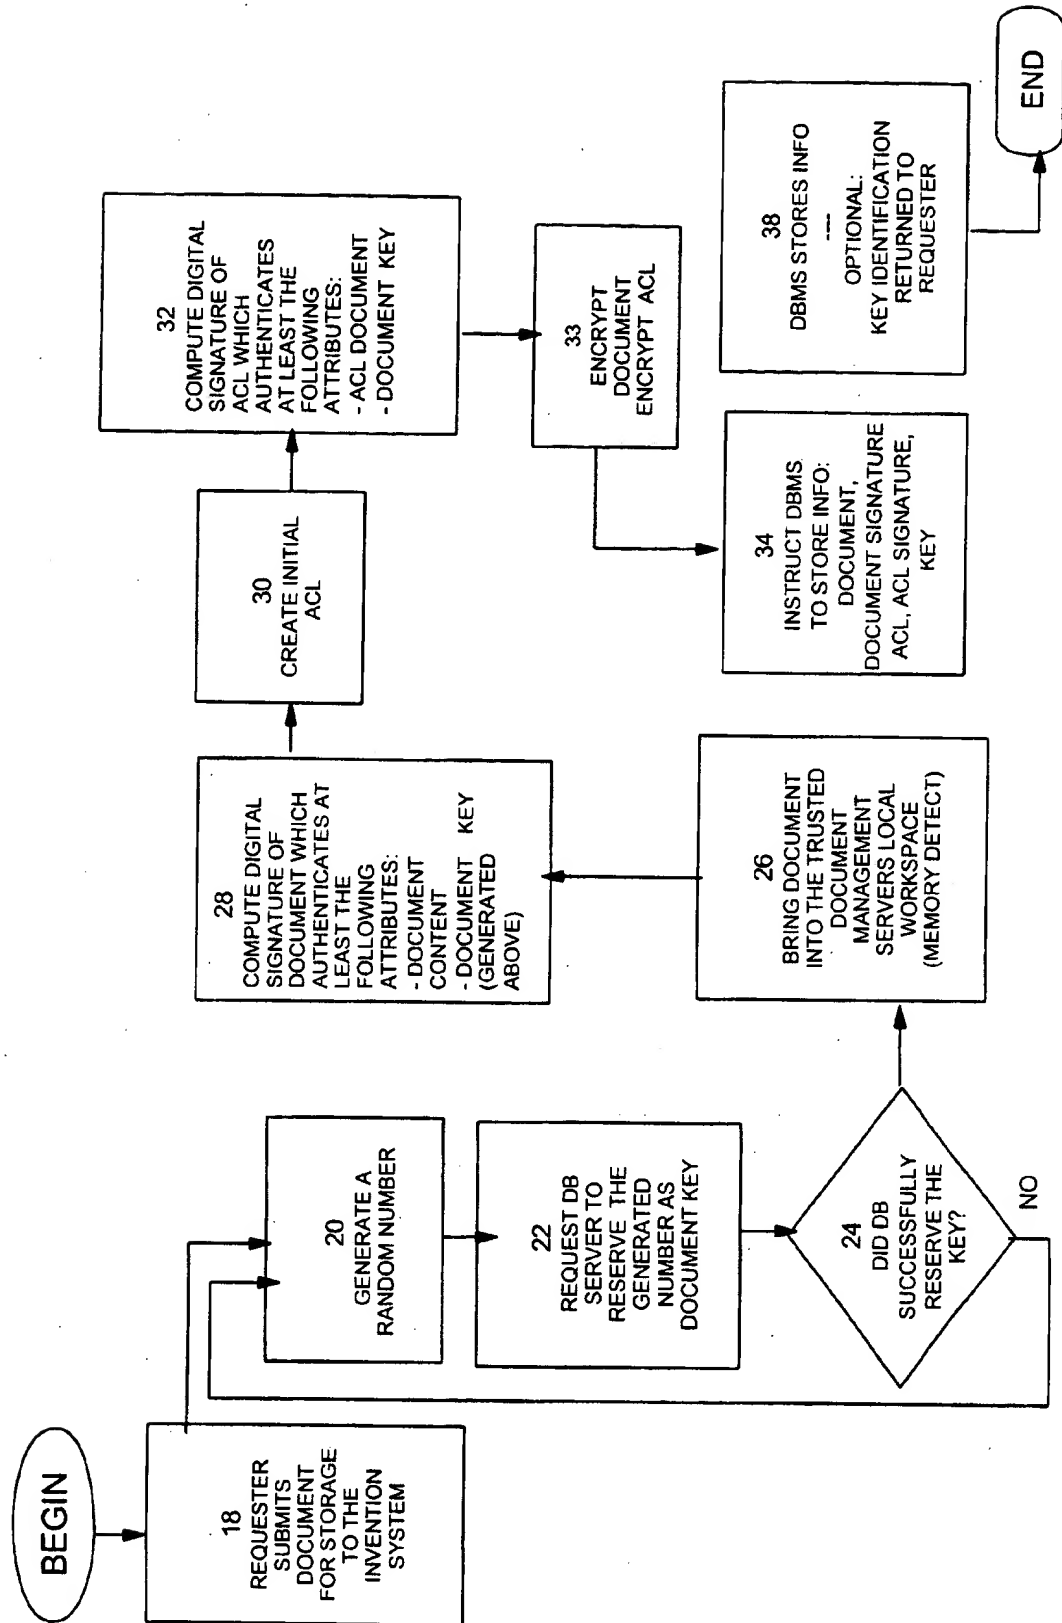 BEGIN
18
REQUESTER
SUBMITS
DOCUMENT
FOR STORAGE
TO THE
INVENTION
SYSTEM
20
GENERATE A
RANDOM NUMBER
22
REQUEST DB
SERVER TO
RESERVE THE
GENERATED
NUMBER AS
DOCUMENT KEY
24
DID DB
SUCCESSFULLY
RESERVE THE
KEY?
NO
26
BRING DOCUMENT
INTO THE TRUSTED
DOCUMENT
MANAGEMENT
SERVERS LOCAL
WORKSPACE
(MEMORY DETECT)
28
COMPUTE DIGITAL
SIGNATURE OF
DOCUMENT WHICH
AUTHENTICATES AT
LEAST THE
FOLLOWING
ATTRIBUTES:
- DOCUMENT
CONTENT
- DOCUMENT KEY
(GENERATED
ABOVE)
30
CREATE INITIAL
ACL
32
COMPUTE DIGITAL
SIGNATURE OF
ACL WHICH
AUTHENTICATES
AT LEAST THE
FOLLOWING
ATTRIBUTES:
- ACL DOCUMENT
- DOCUMENT KEY
33
ENCRYPT
DOCUMENT
ENCRYPT ACL
34
INSTRUCT DBMS
TO STORE INFO:
DOCUMENT,
DOCUMENT SIGNATURE
ACL, ACL SIGNATURE,
KEY
38
DBMS STORES INFO
----
OPTIONAL:
KEY IDENTIFICATION
RETURNED TO
REQUESTER
END